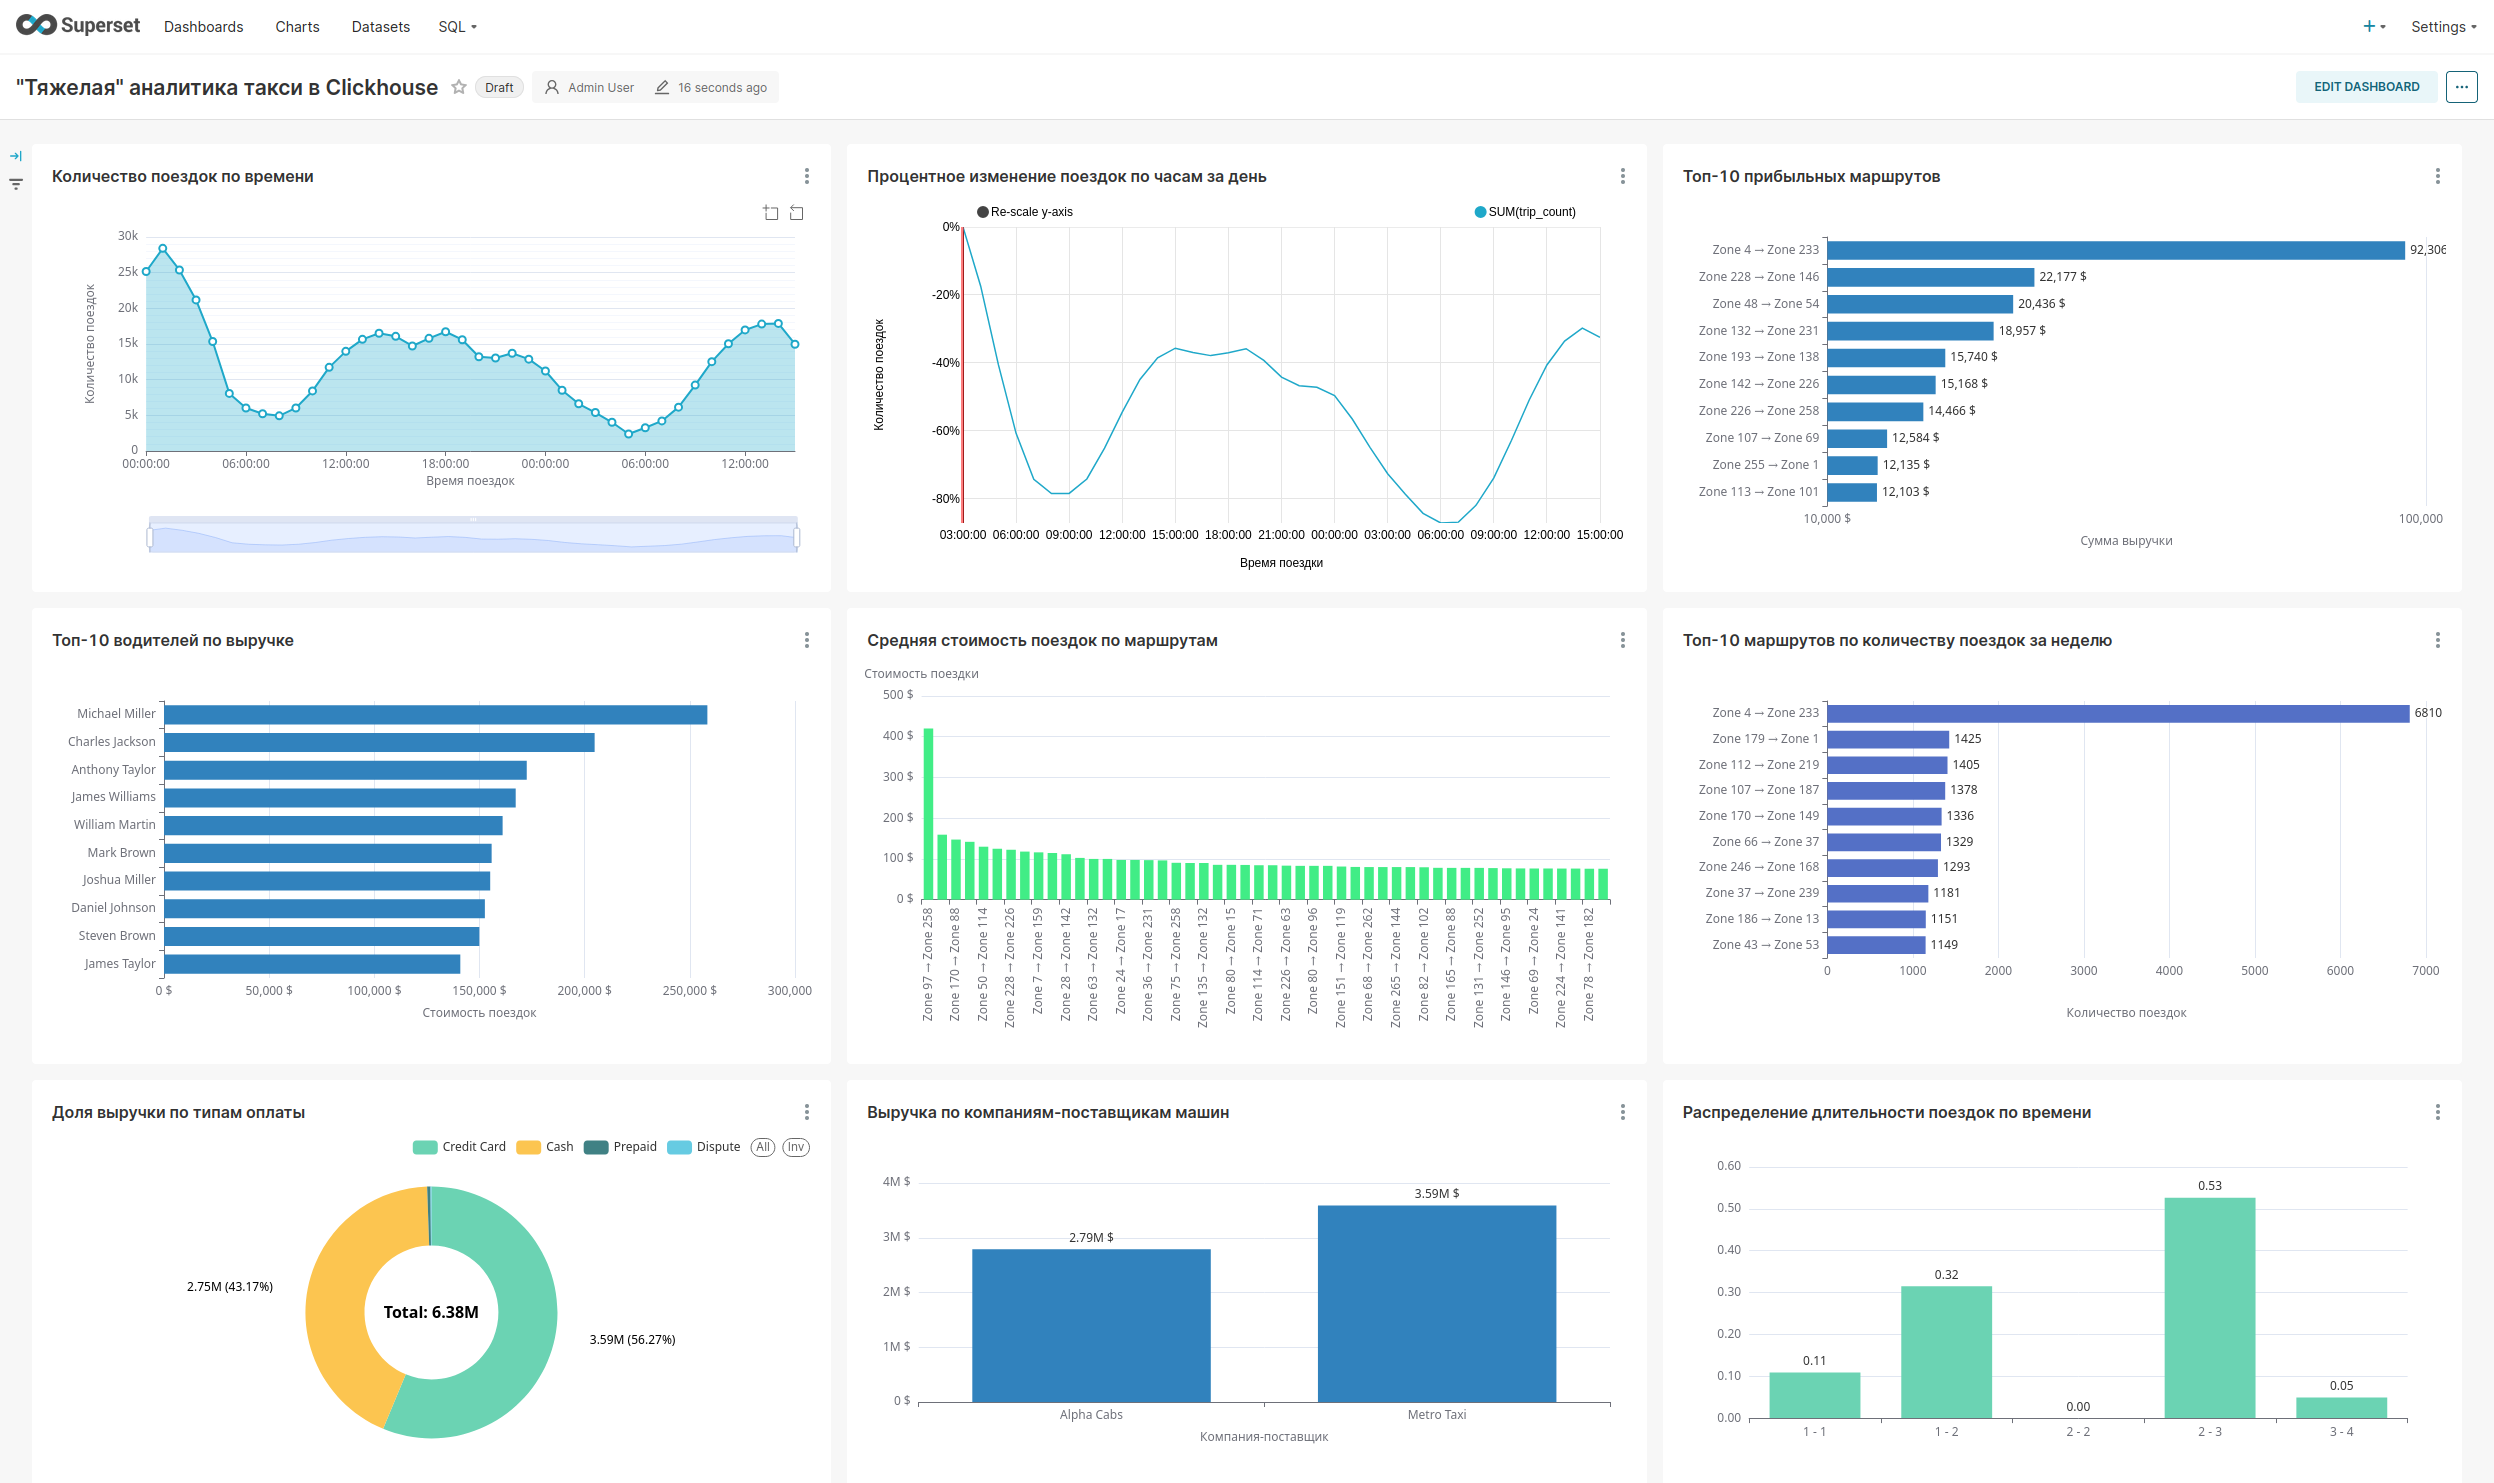 Superset Dashboards Charts Datasets SQL + Settings
"Тяжелая" аналитика такси в Clickhouse Draft Admin User 16 seconds ago EDIT DASHBOARD ...
Количество поездок по времени
30k
25k
20k
15k
10k
5k
0
Количество поездок
00:00:00 06:00:00 12:00:00 18:00:00 00:00:00 06:00:00 12:00:00
Время поездок
Процентное изменение поездок по часам за день
Re-scale y-axis SUM(trip_count)
0%
-20%
-40%
-60%
-80%
Количество поездок
03:00:00 06:00:00 09:00:00 12:00:00 15:00:00 18:00:00 21:00:00 00:00:00 03:00:00 06:00:00 09:00:00 12:00:00 15:00:00
Время поездки
Топ-10 прибыльных маршрутов
Zone 4 → Zone 233 92,306
Zone 228 → Zone 146 22,177 $
Zone 48 → Zone 54 20,436 $
Zone 132 → Zone 231 18,957 $
Zone 193 → Zone 138 15,740 $
Zone 142 → Zone 226 15,168 $
Zone 226 → Zone 258 14,466 $
Zone 107 → Zone 69 12,584 $
Zone 255 → Zone 1 12,135 $
Zone 113 → Zone 101 12,103 $
10,000 $ 100,000
Сумма выручки
Топ-10 водителей по выручке
Michael Miller
Charles Jackson
Anthony Taylor
James Williams
William Martin
Mark Brown
Joshua Miller
Daniel Johnson
Steven Brown
James Taylor
0 $ 50,000 $ 100,000 $ 150,000 $ 200,000 $ 250,000 $ 300,000
Стоимость поездок
Средняя стоимость поездок по маршрутам
Стоимость поездки
500 $
400 $
300 $
200 $
100 $
0 $
Zone 97 → Zone 258
Zone 170 → Zone 88
Zone 50 → Zone 114
Zone 228 → Zone 226
Zone 7 → Zone 159
Zone 28 → Zone 142
Zone 63 → Zone 132
Zone 24 → Zone 17
Zone 36 → Zone 231
Zone 75 → Zone 258
Zone 135 → Zone 132
Zone 80 → Zone 15
Zone 114 → Zone 71
Zone 226 → Zone 63
Zone 80 → Zone 96
Zone 151 → Zone 119
Zone 68 → Zone 262
Zone 265 → Zone 144
Zone 82 → Zone 102
Zone 165 → Zone 88
Zone 131 → Zone 252
Zone 146 → Zone 95
Zone 69 → Zone 24
Zone 224 → Zone 141
Zone 78 → Zone 182
Топ-10 маршрутов по количеству поездок за неделю
Zone 4 → Zone 233 6810
Zone 179 → Zone 1 1425
Zone 112 → Zone 219 1405
Zone 107 → Zone 187 1378
Zone 170 → Zone 149 1336
Zone 66 → Zone 37 1329
Zone 246 → Zone 168 1293
Zone 37 → Zone 239 1181
Zone 186 → Zone 13 1151
Zone 43 → Zone 53 1149
0 1000 2000 3000 4000 5000 6000 7000
Количество поездок
Доля выручки по типам оплаты
Credit Card Cash Prepaid Dispute All Inv
2.75M (43.17%)
Total: 6.38M
3.59M (56.27%)
Выручка по компаниям-поставщикам машин
4M $
3M $
2M $
1M $
0 $
2.79M $
3.59M $
Alpha Cabs Metro Taxi
Компания-поставщик
Распределение длительности поездок по времени
0.60
0.50
0.40
0.30
0.20
0.10
0.00
0.11 0.32 0.00 0.53 0.05
1 - 1 1 - 2 2 - 2 2 - 3 3 - 4